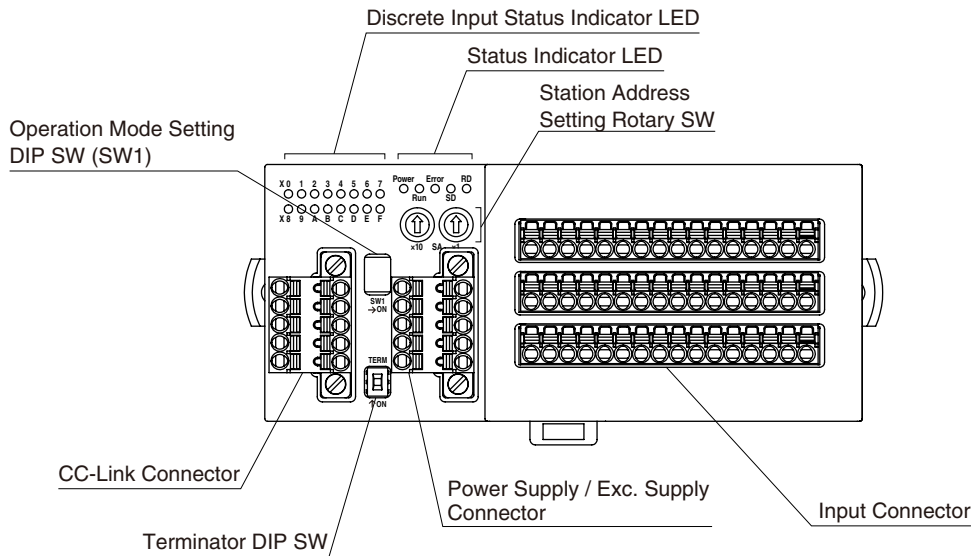 Discrete Input Status Indicator LED
Status Indicator LED
Station Address
Setting Rotary SW
Operation Mode Setting
DIP SW (SW1)
X 0 1 2 3 4 5 6 7
X 8 9 A B C D E F
Power Error RD
Run SD
×10 SA ×1
SW1
→ON
TERM
↑ON
CC-Link Connector
Power Supply / Exc. Supply
Connector
Input Connector
Terminator DIP SW